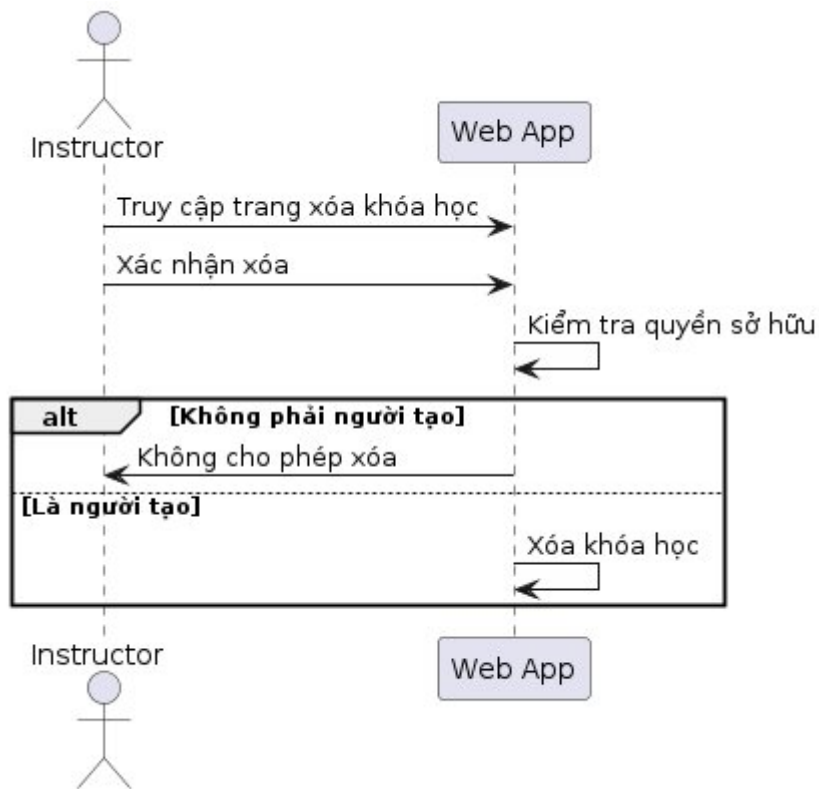 Instructor
Web App
Truy cập trang xóa khóa học
Xác nhận xóa
Kiểm tra quyền sở hữu
alt [Không phải người tạo]
Không cho phép xóa
[Là người tạo]
Xóa khóa học
Instructor
Web App